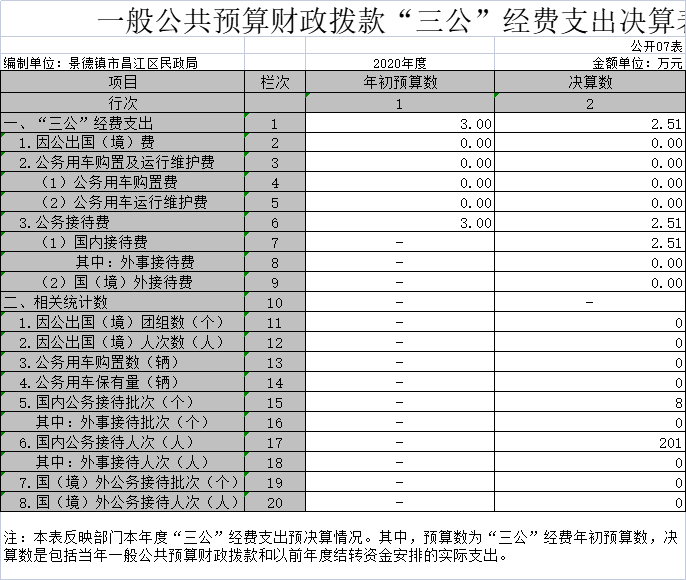 一般公共预算财政拨款“三公”经费支出决算表
公开07表
编制单位：景德镇市昌江区民政局 2020年度 金额单位：万元
项目 栏次 年初预算数 决算数
行次 1 2
一、“三公”经费支出 1 3.00 2.51
1.因公出国（境）费 2 0.00 0.00
2.公务用车购置及运行维护费 3 0.00 0.00
（1）公务用车购置费 4 0.00 0.00
（2）公务用车运行维护费 5 0.00 0.00
3.公务接待费 6 3.00 2.51
（1）国内接待费 7 - 2.51
其中：外事接待费 8 - 0.00
（2）国（境）外接待费 9 - 0.00
二、相关统计数 10 - -
1.因公出国（境）团组数（个） 11 - 0
2.因公出国（境）人次数（人） 12 - 0
3.公务用车购置数（辆） 13 - 0
4.公务用车保有量（辆） 14 - 0
5.国内公务接待批次（个） 15 - 8
其中：外事接待批次（个） 16 - 0
6.国内公务接待人次（人） 17 - 201
其中：外事接待人次（人） 18 - 0
7.国（境）外公务接待批次（个） 19 - 0
8.国（境）外公务接待人次（人） 20 - 0
注：本表反映部门本年度“三公”经费支出预决算情况。其中，预算数为“三公”经费年初预算数，决
算数是包括当年一般公共预算财政拨款和以前年度结转资金安排的实际支出。